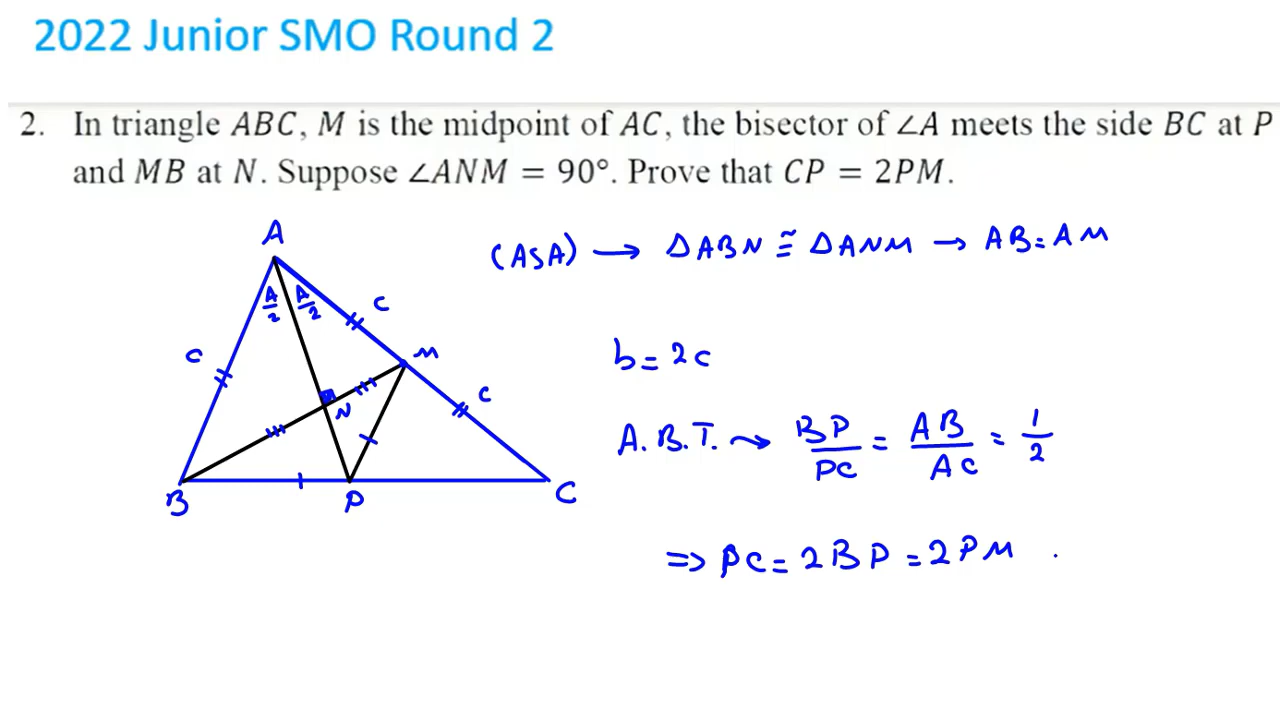 2022 Junior SMO Round 2
2. In triangle ABC, M is the midpoint of AC, the bisector of ∠A meets the side BC at P
and MB at N. Suppose ∠ANM = 90°. Prove that CP = 2PM.
A
(ASA) → ΔABN ≅ ΔANM → AB = AM
A/2 A/2
c
c
M
b = 2c
c
N
A.B.T. ⇝ BP/PC = AB/AC = 1/2
B
P
C
⇒ PC = 2BP = 2PM .